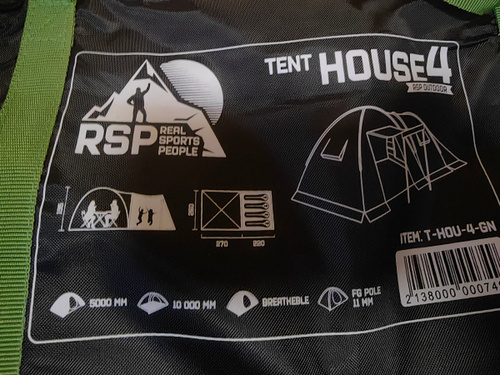 TENT HOUSE4
RSP OUTDOOR
RSP REAL
SPORTS
PEOPLE
270
220
ITEM: T-HOU-4-GN
5000 MM
10 000 MM
BREATHEBLE
FG POLE
11 MM
2138000 00074